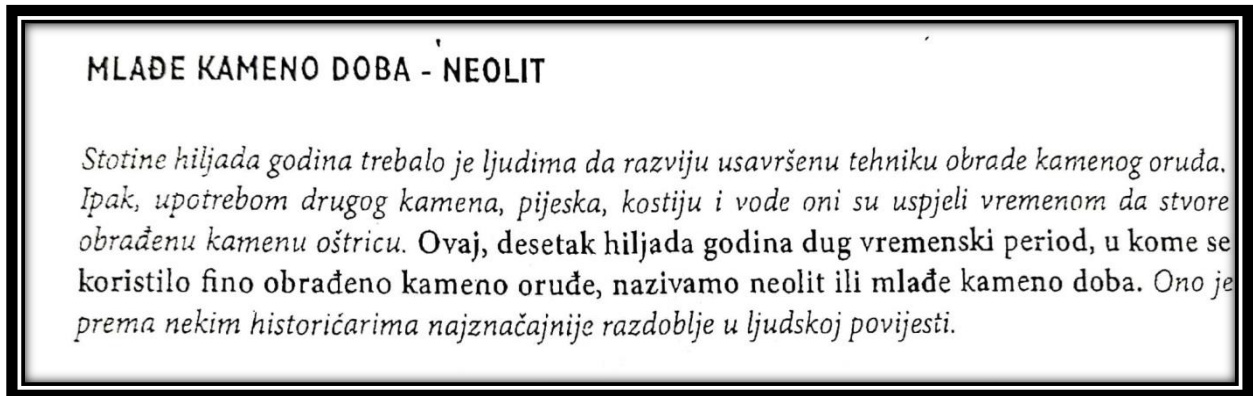 MLAĐE KAMENO DOBA - NEOLIT
Stotine hiljada godina trebalo je ljudima da razviju usavršenu tehniku obrade kamenog oruđa.
Ipak, upotrebom drugog kamena, pijeska, kostiju i vode oni su uspjeli vremenom da stvore
obrađenu kamenu oštricu. Ovaj, desetak hiljada godina dug vremenski period, u kome se
koristilo fino obrađeno kameno oruđe, nazivamo neolit ili mlađe kameno doba. Ono je
prema nekim historičarima najznačajnije razdoblje u ljudskoj povijesti.